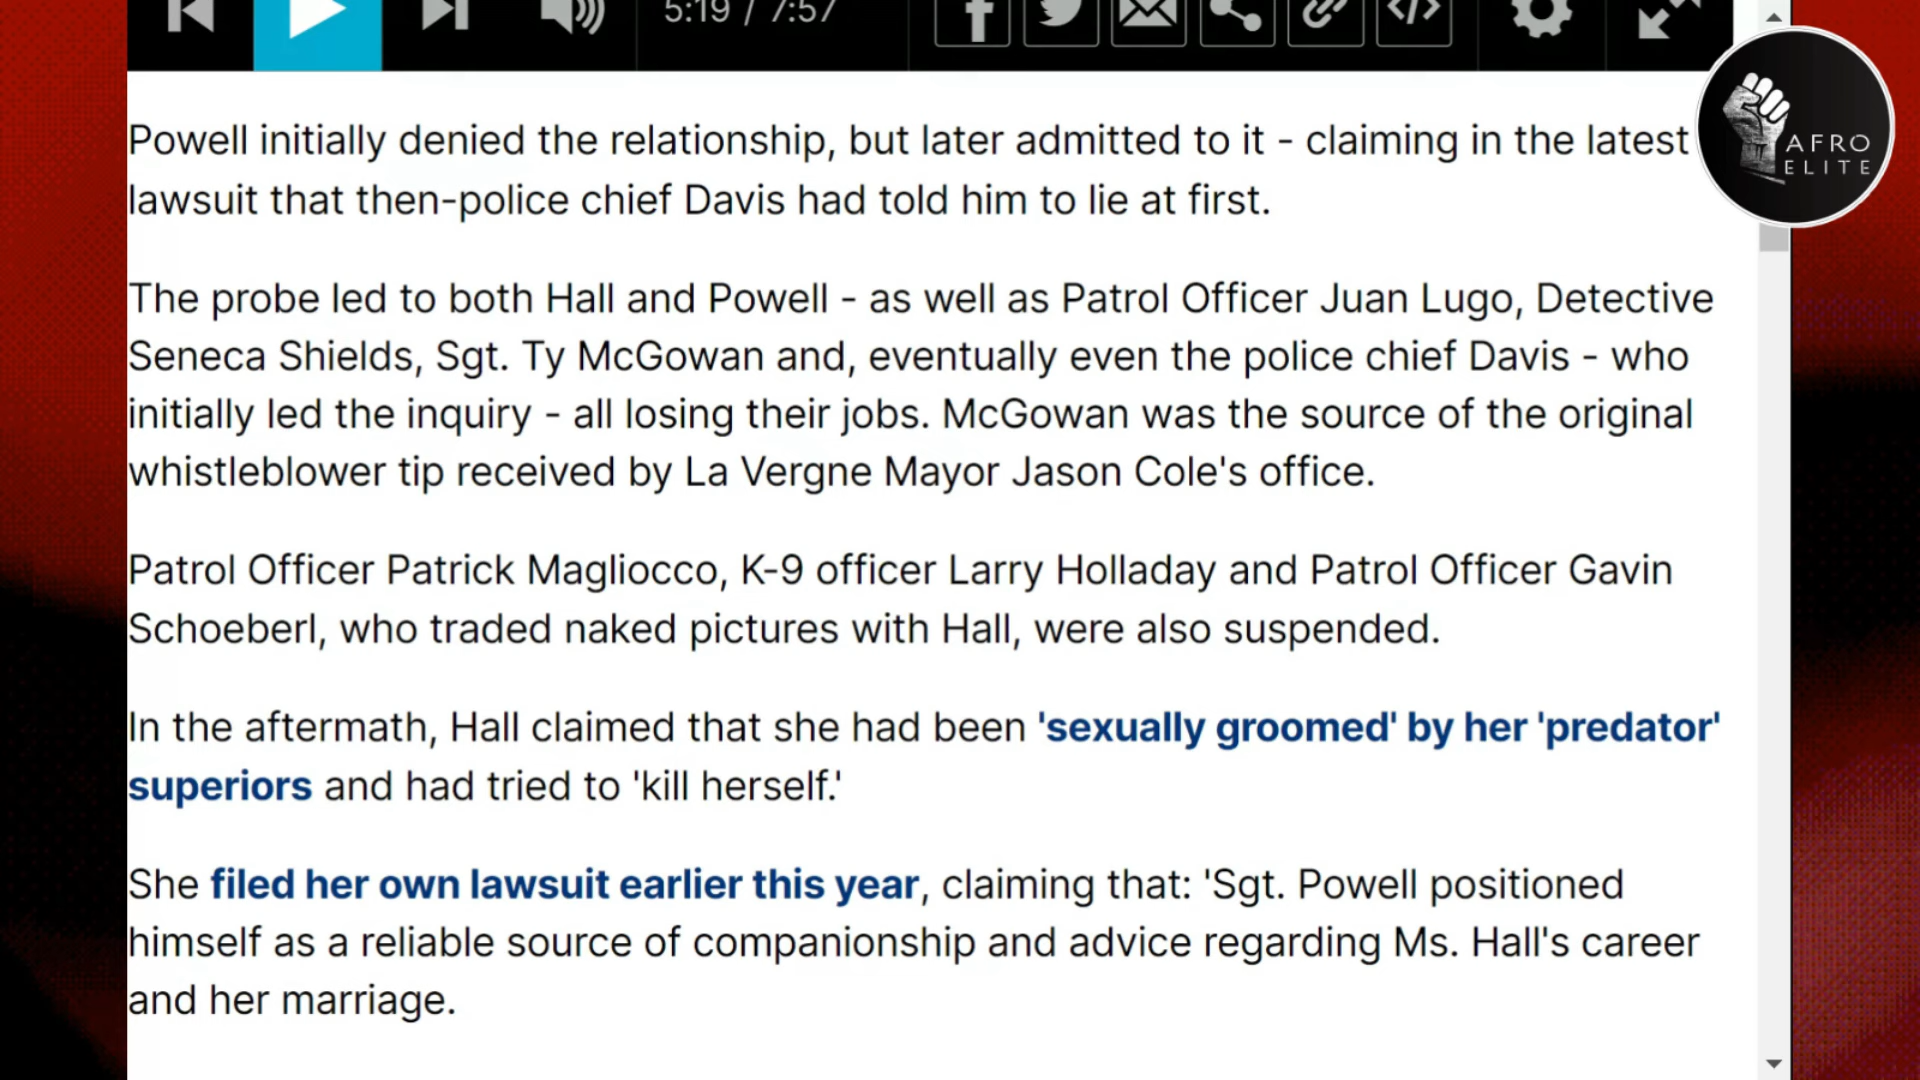 5:19 / 7:57
AFRO
ELITE
Powell initially denied the relationship, but later admitted to it - claiming in the latest
lawsuit that then-police chief Davis had told him to lie at first.
The probe led to both Hall and Powell - as well as Patrol Officer Juan Lugo, Detective
Seneca Shields, Sgt. Ty McGowan and, eventually even the police chief Davis - who
initially led the inquiry - all losing their jobs. McGowan was the source of the original
whistleblower tip received by La Vergne Mayor Jason Cole's office.
Patrol Officer Patrick Magliocco, K-9 officer Larry Holladay and Patrol Officer Gavin
Schoeberl, who traded naked pictures with Hall, were also suspended.
In the aftermath, Hall claimed that she had been 'sexually groomed' by her 'predator'
superiors and had tried to 'kill herself.'
She filed her own lawsuit earlier this year, claiming that: 'Sgt. Powell positioned
himself as a reliable source of companionship and advice regarding Ms. Hall's career
and her marriage.